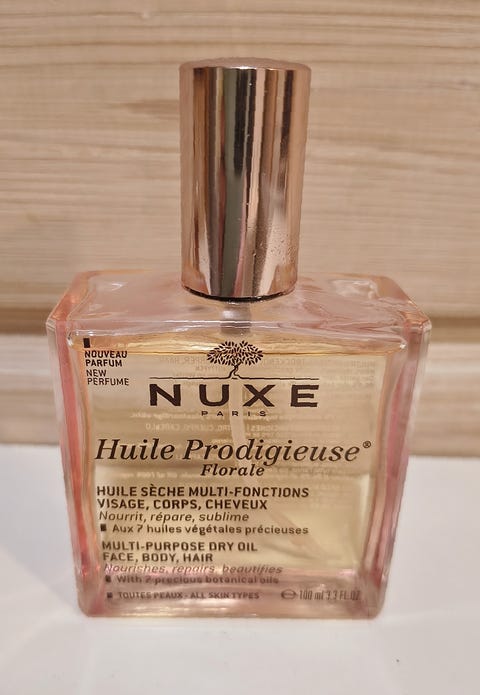 NOUVEAU
PARFUM
NEW
PERFUME
NUXE
PARIS
Huile Prodigieuse®
Florale
HUILE SÈCHE MULTI-FONCTIONS
VISAGE, CORPS, CHEVEUX
Nourrit, répare, sublime
Aux 7 huiles végétales précieuses
MULTI-PURPOSE DRY OIL
FACE, BODY, HAIR
Nourishes, repairs, beautifies
With 7 precious botanical oils
TOUTES PEAUX - ALL SKIN TYPES
℮ 100 ml 3.3 FL.OZ